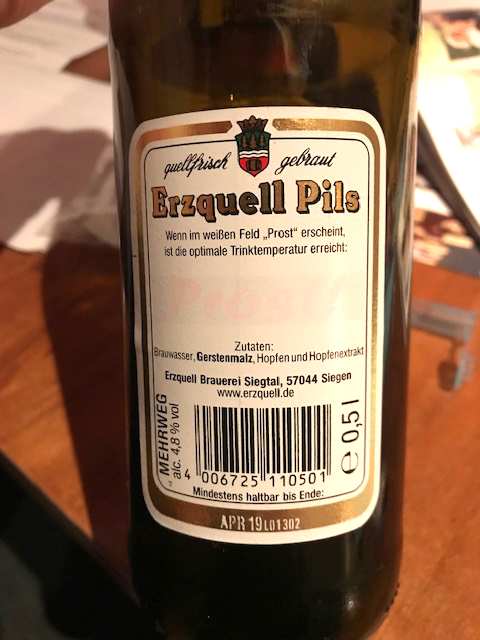 quellfrisch gebraut
Erzquell Pils
Wenn im weißen Feld „Prost“ erscheint,
ist die optimale Trinktemperatur erreicht:
Prost!
Zutaten:
Brauwasser, Gerstenmalz, Hopfen und Hopfenextrakt
Erzquell Brauerei Siegtal, 57044 Siegen
www.erzquell.de
MEHRWEG
alc. 4,8 % vol
4 006725 110501
e 0,5 l
Mindestens haltbar bis Ende:
APR 19 L01302